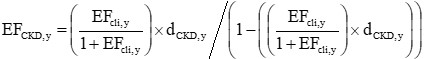 EF_CKD,y = (EF_cli,y / (1 + EF_cli,y)) × d_CKD,y / (1 − ((EF_cli,y / (1 + EF_cli,y)) × d_CKD,y))